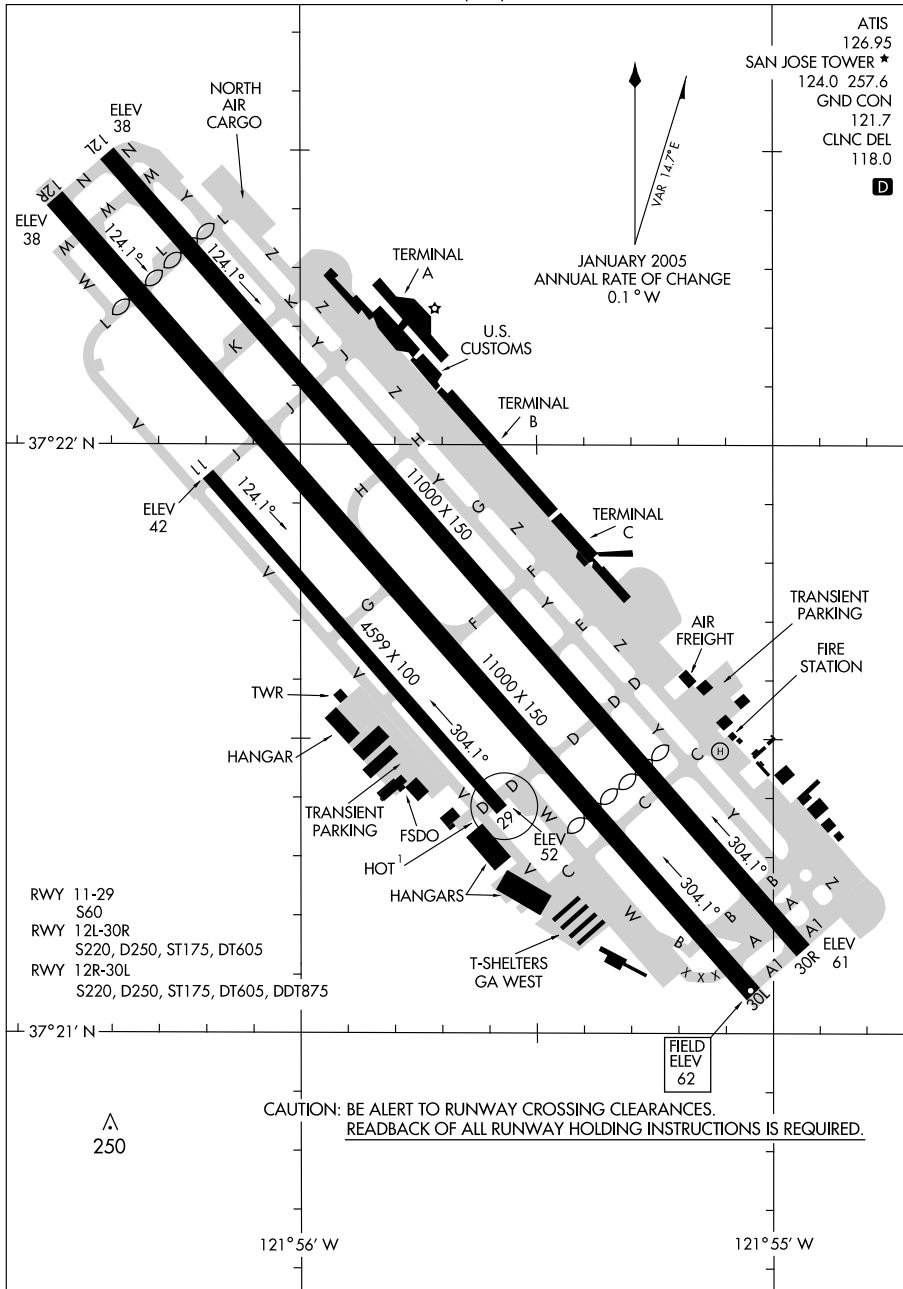 ATIS
126.95
SAN JOSE TOWER ★
124.0 257.6
GND CON
121.7
CLNC DEL
118.0
D
VAR 14.7° E
JANUARY 2005
ANNUAL RATE OF CHANGE
0.1° W
NORTH
AIR
CARGO
ELEV
38
12L
12R
ELEV
38
N
N
Z
W
W
W
W
Y
L
L
L
Z
124.1°
124.1°
TERMINAL
A
U.S.
CUSTOMS
K
Z
K
Y
J
J
J
Z
V
TERMINAL
B
37°22' N
H
H
Y
G
Z
11
ELEV
42
124.1°
11000 X 150
TERMINAL
C
V
G
F
F
Y
E
Z
4599 X 100
11000 X 150
TRANSIENT
PARKING
AIR
FREIGHT
FIRE
STATION
TWR
V
304.1°
D
D
D
Y
C
H
HANGAR
TRANSIENT
PARKING
FSDO
V
D
D
29
W
C
C
ELEV
52
HOT 1
HANGARS
V
Y
304.1°
304.1°
B
B
B
A
A
Z
W
X X X
A1
A1
30R
ELEV
61
30L
T-SHELTERS
GA WEST
RWY 11-29
S60
RWY 12L-30R
S220, D250, ST175, DT605
RWY 12R-30L
S220, D250, ST175, DT605, DDT875
37°21' N
FIELD
ELEV
62
CAUTION: BE ALERT TO RUNWAY CROSSING CLEARANCES.
READBACK OF ALL RUNWAY HOLDING INSTRUCTIONS IS REQUIRED.
250
121°56' W
121°55' W